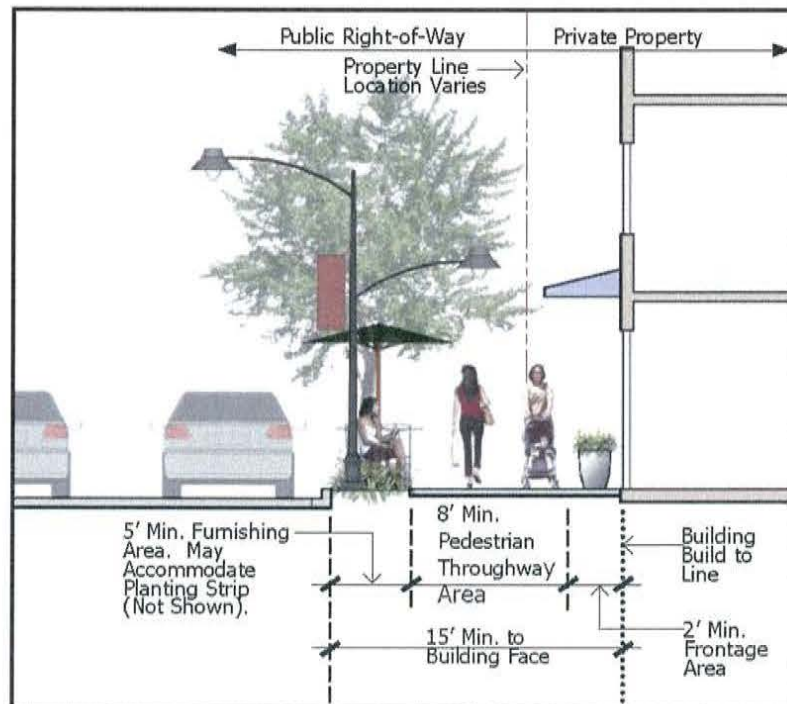 Public Right-of-Way
Private Property
Property Line
Location Varies
5' Min. Furnishing
Area. May
Accommodate
Planting Strip
(Not Shown).
8' Min.
Pedestrian
Throughway
Area
Building
Build to
Line
15' Min. to
Building Face
2' Min.
Frontage
Area